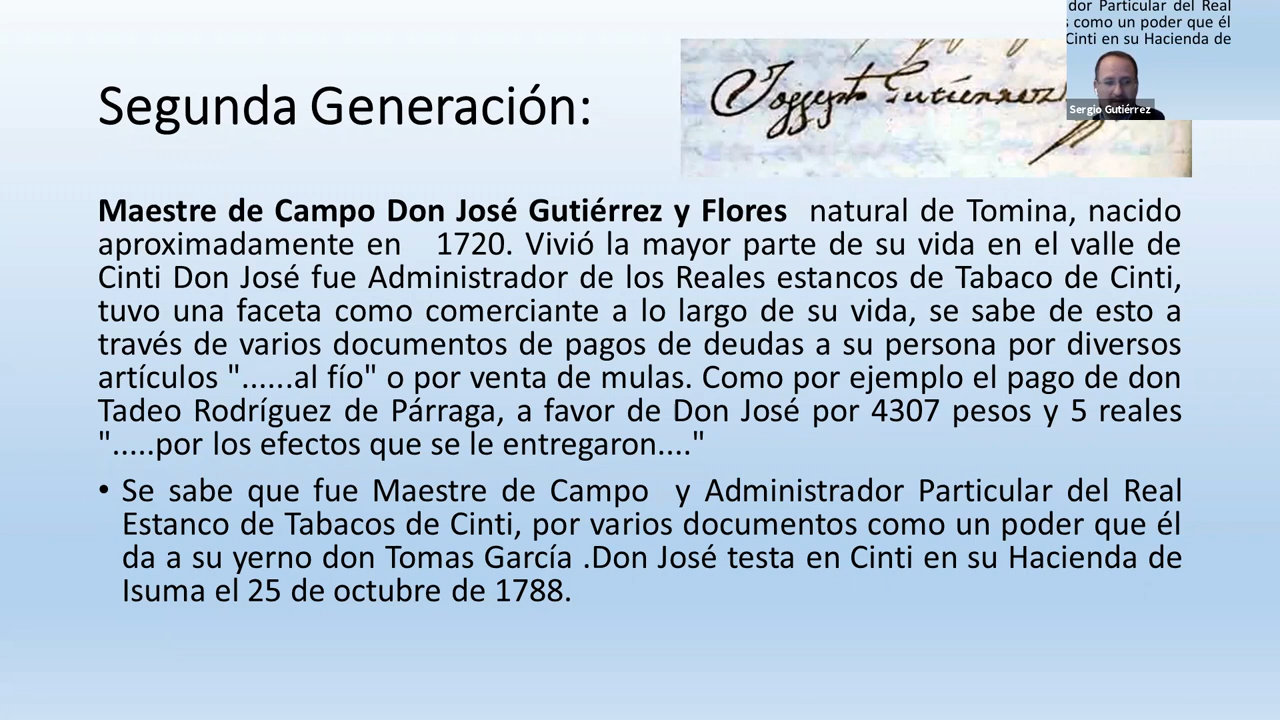 dor Particular del Real
como un poder que él
Cinti en su Hacienda de
Sergio Gutiérrez
Segunda Generación:
Gutiérrez
Maestre de Campo Don José Gutiérrez y Flores natural de Tomina, nacido
aproximadamente en 1720. Vivió la mayor parte de su vida en el valle de
Cinti Don José fue Administrador de los Reales estancos de Tabaco de Cinti,
tuvo una faceta como comerciante a lo largo de su vida, se sabe de esto a
través de varios documentos de pagos de deudas a su persona por diversos
artículos "......al fío" o por venta de mulas. Como por ejemplo el pago de don
Tadeo Rodríguez de Párraga, a favor de Don José por 4307 pesos y 5 reales
".....por los efectos que se le entregaron...."
• Se sabe que fue Maestre de Campo y Administrador Particular del Real
Estanco de Tabacos de Cinti, por varios documentos como un poder que él
da a su yerno don Tomas García .Don José testa en Cinti en su Hacienda de
Isuma el 25 de octubre de 1788.